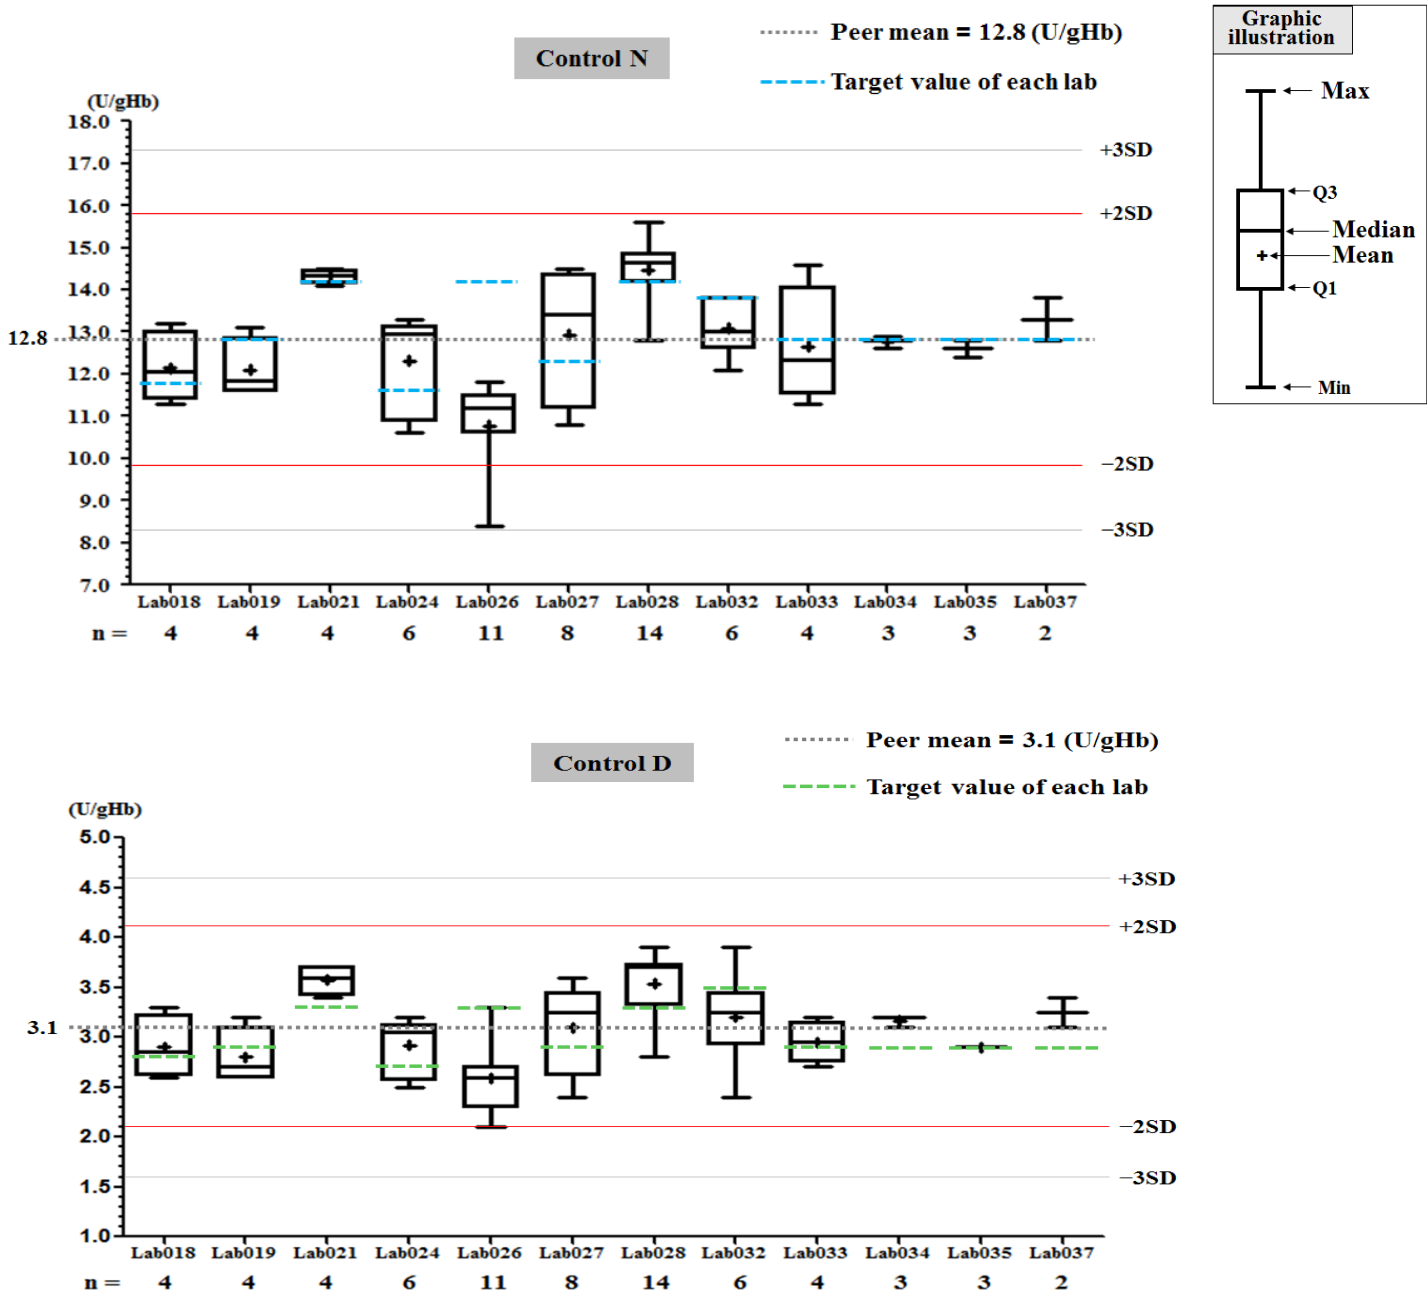 Control N
Peer mean = 12.8 (U/gHb)
Target value of each lab
Graphic
illustration
Max
Q3
Median
Mean
Q1
Min
(U/gHb)
18.0
17.0
16.0
15.0
14.0
13.0
12.8
12.0
11.0
10.0
9.0
8.0
7.0
+3SD
+2SD
−2SD
−3SD
Lab018 Lab019 Lab021 Lab024 Lab026 Lab027 Lab028 Lab032 Lab033 Lab034 Lab035 Lab037
n = 4 4 4 6 11 8 14 6 4 3 3 2
Control D
Peer mean = 3.1 (U/gHb)
Target value of each lab
(U/gHb)
5.0
4.5
4.0
3.5
3.1
3.0
2.5
2.0
1.5
1.0
+3SD
+2SD
−2SD
−3SD
Lab018 Lab019 Lab021 Lab024 Lab026 Lab027 Lab028 Lab032 Lab033 Lab034 Lab035 Lab037
n = 4 4 4 6 11 8 14 6 4 3 3 2